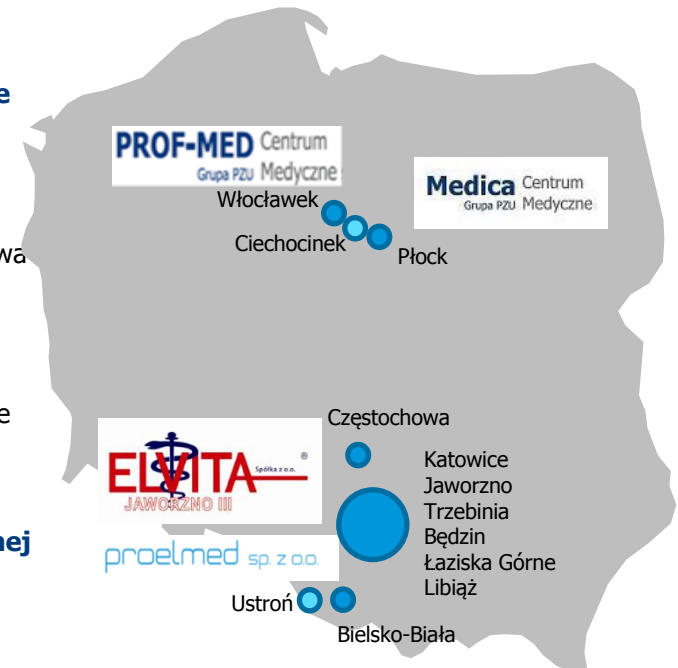 e
PROF-MED Centrum
Grupa PZU Medyczne
Medica Centrum
Grupa PZU Medyczne
Włocławek
Ciechocinek
wa
Płock
e
Częstochowa
ELVITA Spółka z o.o. ®
JAWORZNO III
Katowice
Jaworzno
Trzebinia
Będzin
Łaziska Górne
Libiąż
nej
proelmed sp. z o.o.
Ustroń
Bielsko-Biała